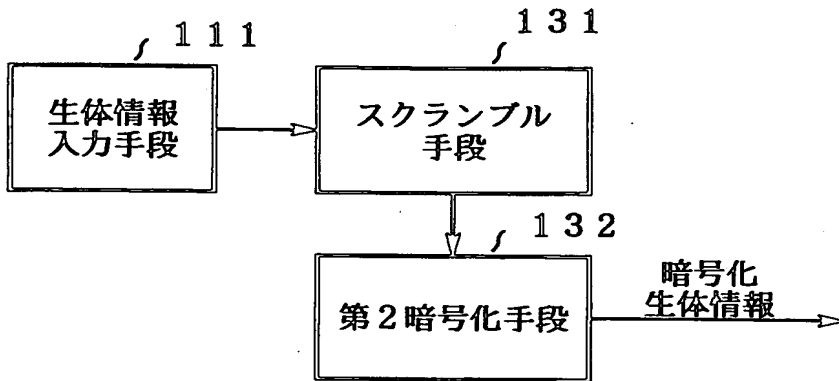 111
生体情報
入力手段
131
スクランブル
手段
132
第2暗号化手段
暗号化
生体情報